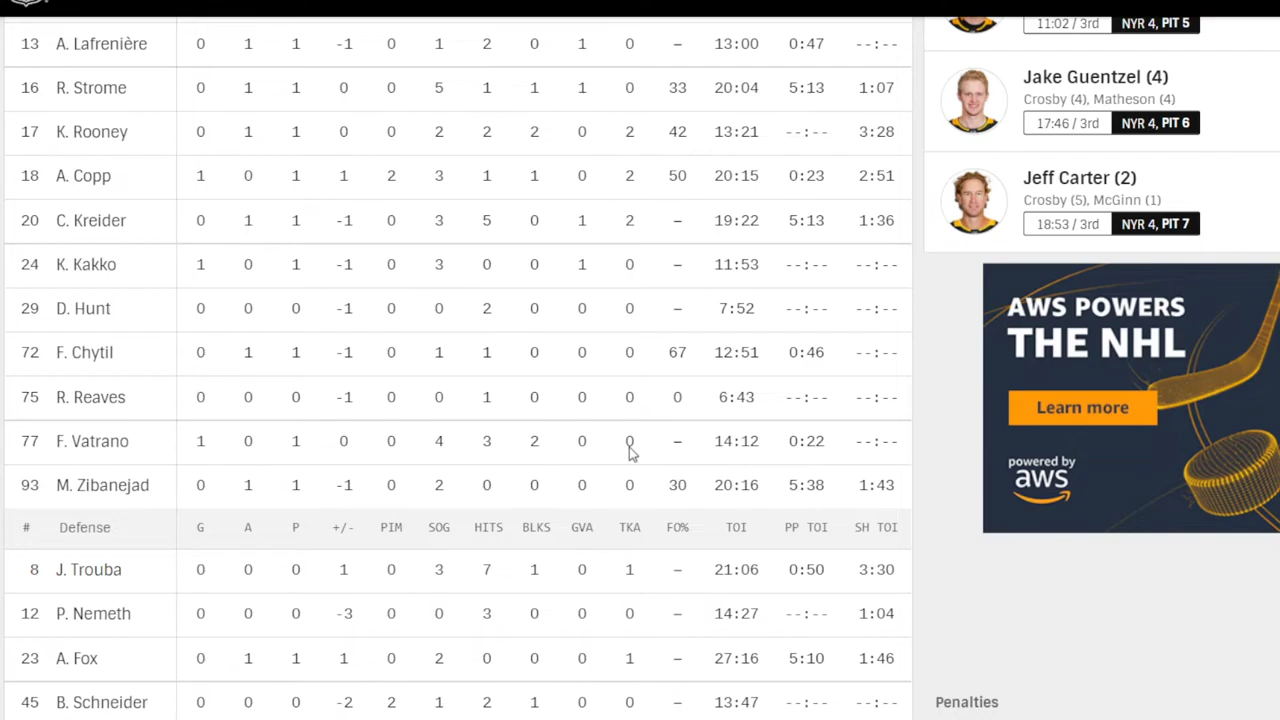 13 A. Lafrenière 0 1 1 -1 0 1 2 0 1 0 – 13:00 0:47 --:--
16 R. Strome 0 1 1 0 0 5 1 1 1 0 33 20:04 5:13 1:07
17 K. Rooney 0 1 1 0 0 2 2 2 0 2 42 13:21 --:-- 3:28
18 A. Copp 1 0 1 1 2 3 1 1 0 2 50 20:15 0:23 2:51
20 C. Kreider 0 1 1 -1 0 3 5 0 1 2 – 19:22 5:13 1:36
24 K. Kakko 1 0 1 -1 0 3 0 0 1 0 – 11:53 --:-- --:--
29 D. Hunt 0 0 0 -1 0 0 2 0 0 0 – 7:52 --:-- --:--
72 F. Chytil 0 1 1 -1 0 1 1 0 0 0 67 12:51 0:46 --:--
75 R. Reaves 0 0 0 -1 0 0 1 0 0 0 0 6:43 --:-- --:--
77 F. Vatrano 1 0 1 0 0 4 3 2 0 0 – 14:12 0:22 --:--
93 M. Zibanejad 0 1 1 -1 0 2 0 0 0 0 30 20:16 5:38 1:43
# Defense G A P +/- PIM SOG HITS BLKS GVA TKA FO% TOI PP TOI SH TOI
8 J. Trouba 0 0 0 1 0 3 7 1 0 1 – 21:06 0:50 3:30
12 P. Nemeth 0 0 0 -3 0 0 3 0 0 0 – 14:27 --:-- 1:04
23 A. Fox 0 1 1 1 0 2 0 0 0 1 – 27:16 5:10 1:46
45 B. Schneider 0 0 0 -2 2 1 2 1 0 0 – 13:47 --:-- --:--
11:02 / 3rd NYR 4, PIT 5
Jake Guentzel (4)
Crosby (4), Matheson (4)
17:46 / 3rd NYR 4, PIT 6
Jeff Carter (2)
Crosby (5), McGinn (1)
18:53 / 3rd NYR 4, PIT 7
AWS POWERS
THE NHL
Learn more
powered by
aws
Penalties